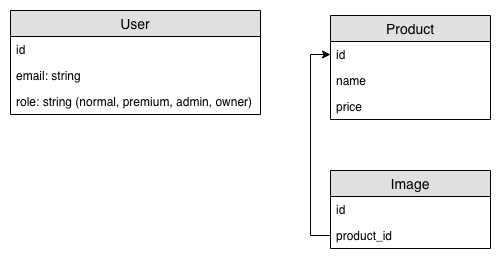 User
id
email: string
role: string (normal, premium, admin, owner)
Product
id
name
price
Image
id
product_id